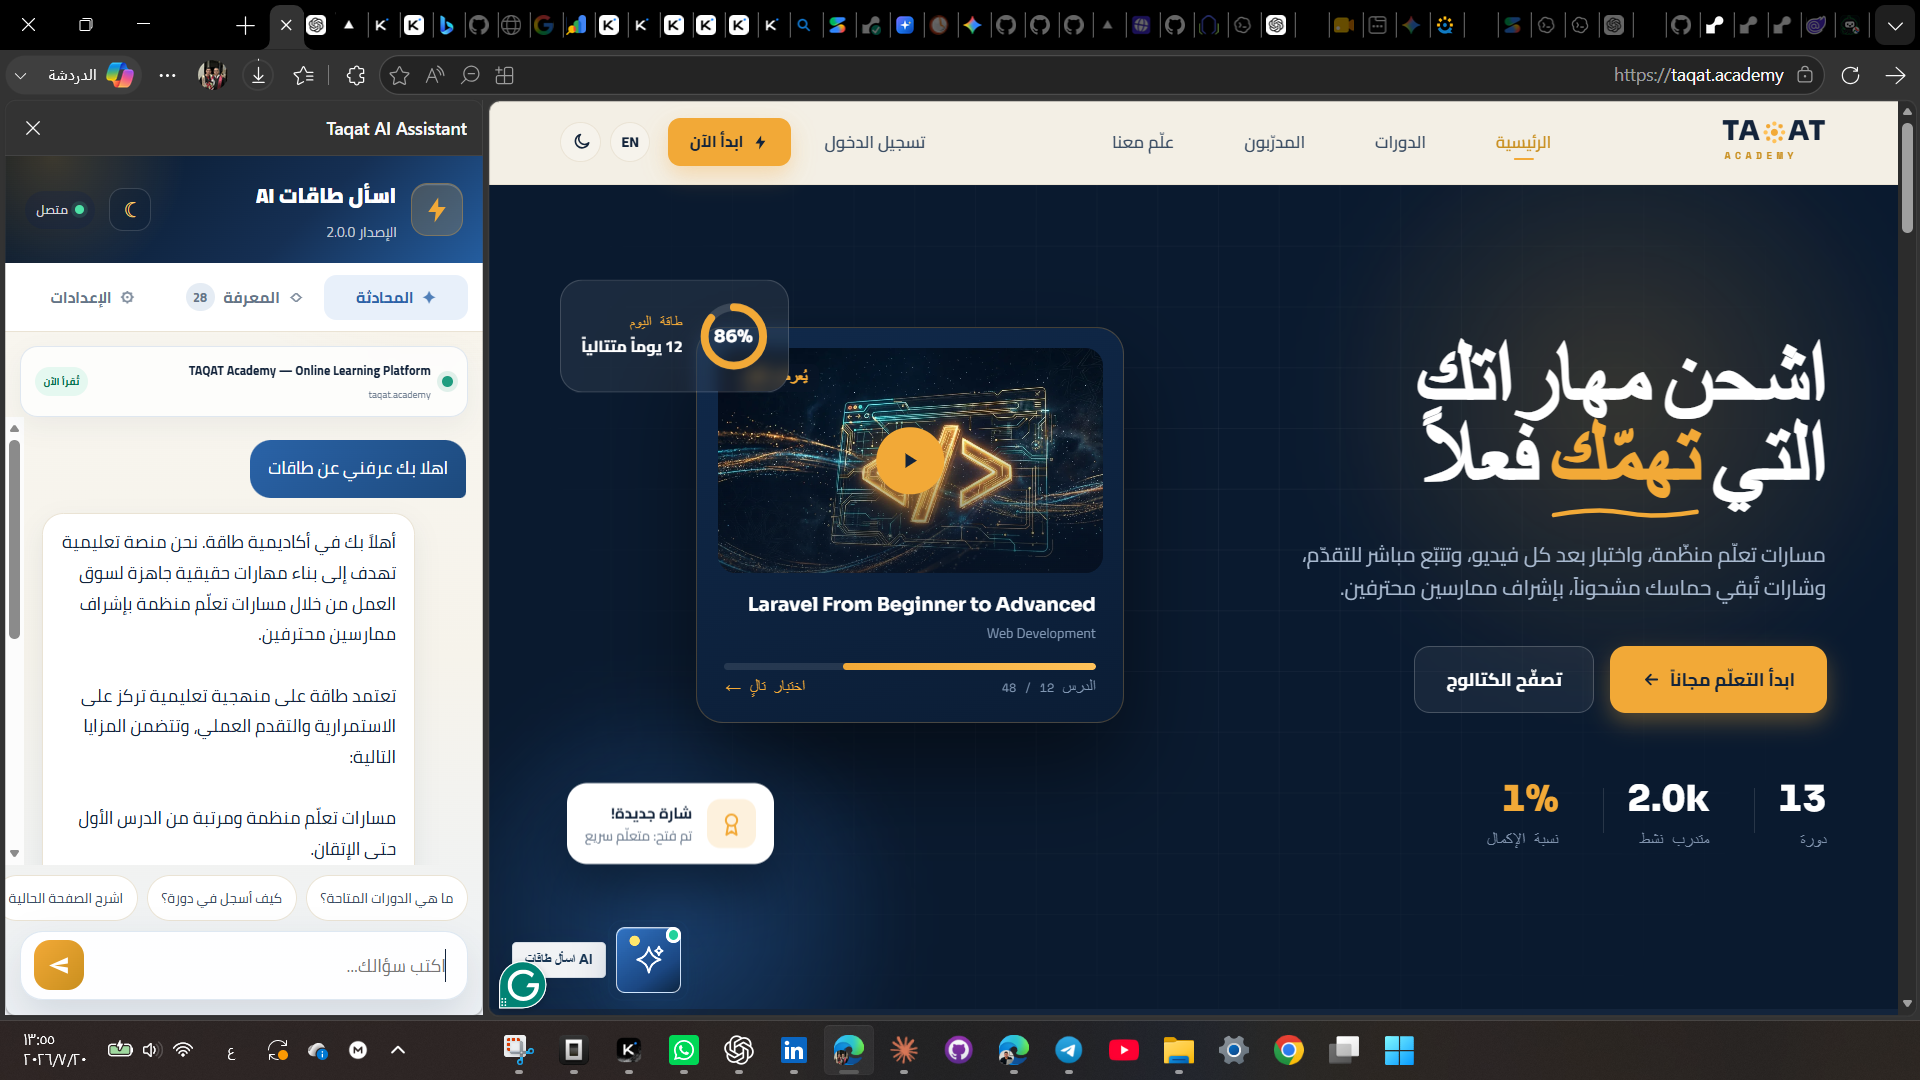 الدردشة
https://taqat.academy
Taqat AI Assistant
اسأل طاقات AI
الإصدار 2.0.0
متصل
المحادثة
المعرفة
28
الإعدادات
TAQAT Academy — Online Learning Platform
taqat.academy
تُقرأ الآن
اهلا بك عرفني عن طاقات
أهلاً بك في أكاديمية طاقة. نحن منصة تعليمية
تهدف إلى بناء مهارات حقيقية جاهزة لسوق
العمل من خلال مسارات تعلّم منظمة بإشراف
ممارسين محترفين.
تعتمد طاقة على منهجية تعليمية تركز على
الاستمرارية والتقدم العملي، وتتضمن المزايا
التالية:
مسارات تعلّم منظمة ومرتبة من الدرس الأول
حتى الإتقان.
ما هي الدورات المتاحة؟
كيف أسجل في دورة؟
اشرح الصفحة الحالية
اكتب سؤالك...
TAQAT
ACADEMY
الرئيسية
الدورات
المدرّبون
علّم معنا
تسجيل الدخول
ابدأ الآن
EN
اشحن مهاراتك
التي تهمّك فعلاً
مسارات تعلّم منظّمة، واختبار بعد كل فيديو، وتتبّع مباشر للتقدّم،
وشارات تُبقي حماسك مشحوناً، بإشراف ممارسين محترفين.
ابدأ التعلّم مجاناً ←
تصفّح الكتالوج
13
دورة
2.0k
متدرب نشط
1%
نسبة الإكمال
طاقة اليوم
12 يوماً متتالياً
86%
Laravel From Beginner to Advanced
Web Development
الدرس 12 / 48
اختبار تالٍ ←
شارة جديدة!
تم فتح: متعلّم سريع
اسأل طاقات AI
ع
١٣:٥٥
٢٠٢٦/٧/٢٠